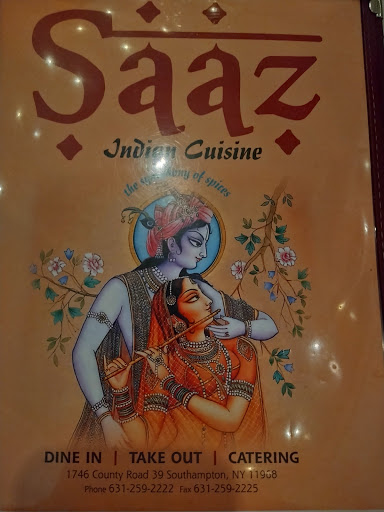 Saaz
Indian Cuisine
the symphony of spices
DINE IN | TAKE OUT | CATERING
1746 County Road 39 Southampton, NY 11968
Phone 631-259-2222 Fax 631-259-2225